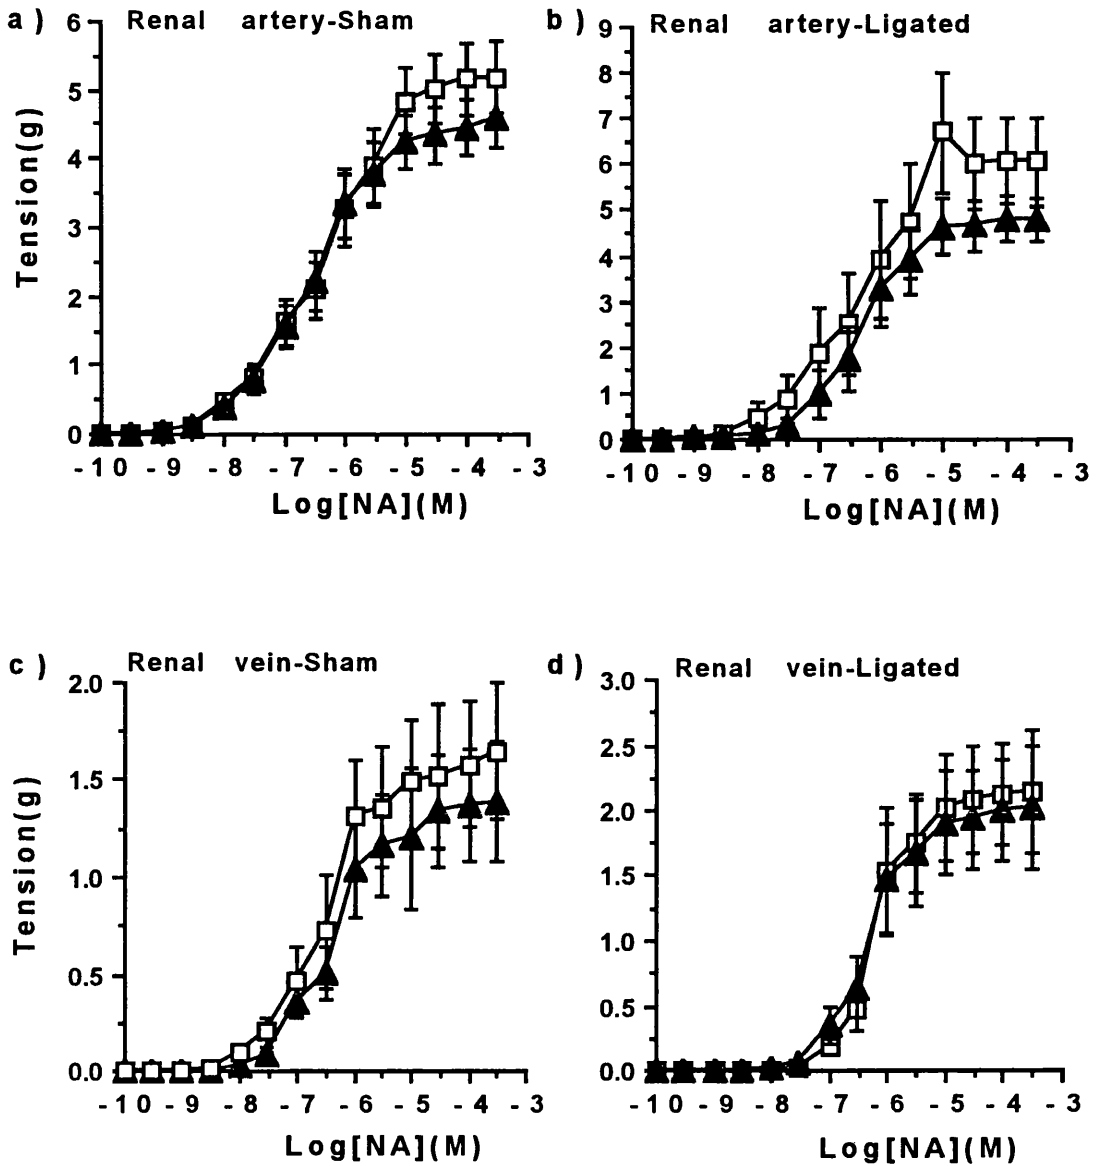 a) Renal artery-Sham
6
5
4
3
2
1
0
Tension(g)
-10 -9 -8 -7 -6 -5 -4 -3
Log[NA](M)
b) Renal artery-Ligated
9
8
7
6
5
4
3
2
1
0
-10 -9 -8 -7 -6 -5 -4 -3
Log[NA](M)
c) Renal vein-Sham
2.0
1.5
1.0
0.5
0.0
Tension(g)
-10 -9 -8 -7 -6 -5 -4 -3
Log[NA](M)
d) Renal vein-Ligated
3.0
2.5
2.0
1.5
1.0
0.5
0.0
-10 -9 -8 -7 -6 -5 -4 -3
Log[NA](M)